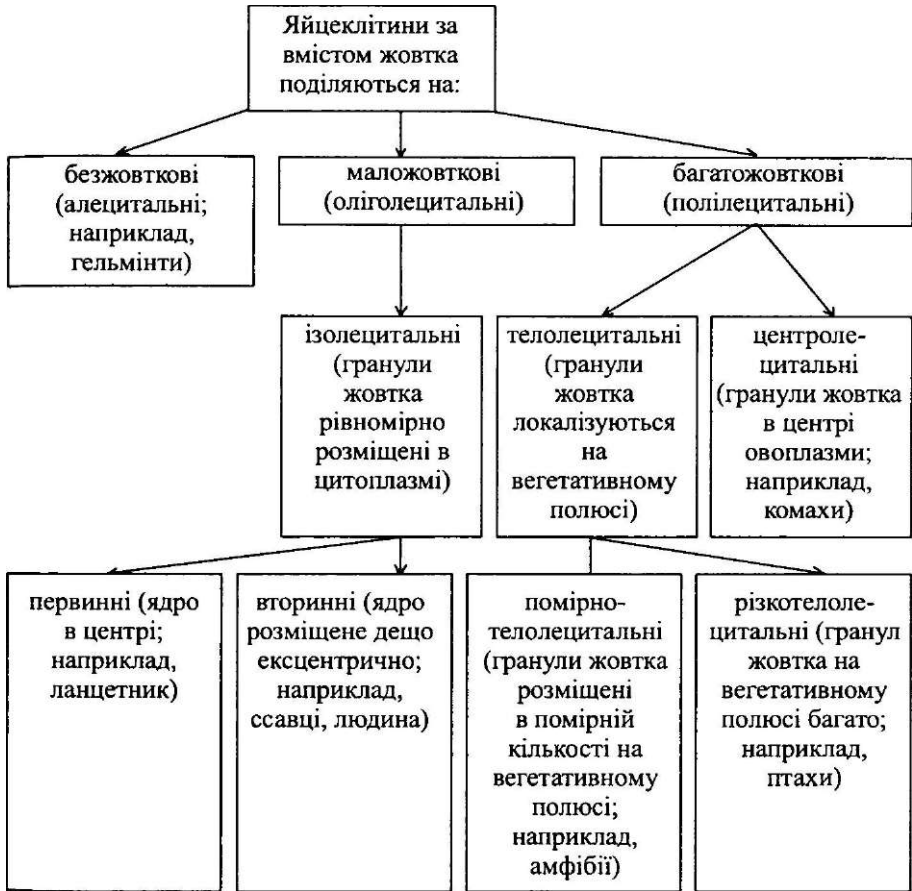 Яйцеклітини за
вмістом жовтка
поділяються на:
безжовткові
(алецитальні;
наприклад,
гельмінти)
маложовткові
(оліголецитальні)
багатожовткові
(полілецитальні)
ізолецитальні
(гранули
жовтка
рівномірно
розміщені в
цитоплазмі)
телолецитальні
(гранули
жовтка
локалізуються
на
вегетативному
полюсі)
центроле-
цитальні
(гранули жовтка
в центрі
овоплазми;
наприклад,
комахи)
первинні (ядро
в центрі;
наприклад,
ланцетник)
вторинні (ядро
розміщене дещо
ексцентрично;
наприклад,
ссавці, людина)
помірно-
телолецитальні
(гранули жовтка
розміщені
в помірній
кількості на
вегетативному
полюсі;
наприклад,
амфібії)
різкотелоле-
цитальні (гранул
жовтка на
вегетативному
полюсі багато;
наприклад,
птахи)